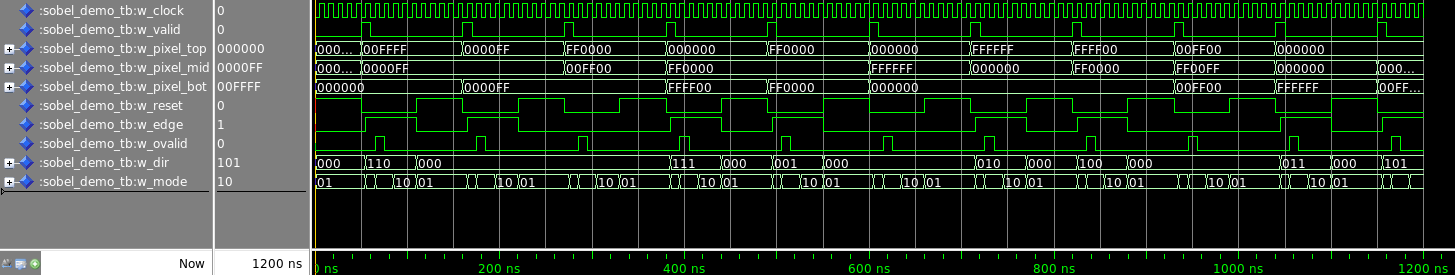 :sobel_demo_tb:w_clock 0
:sobel_demo_tb:w_valid 0
:sobel_demo_tb:w_pixel_top 000000 000... 00FFFF 0000FF FF0000 000000 FF0000 000000 FFFFFF FFFF00 00FF00 000000
:sobel_demo_tb:w_pixel_mid 0000FF 000... 0000FF 00FF00 FF0000 FFFFFF 000000 FF0000 FF00FF 000000 000...
:sobel_demo_tb:w_pixel_bot 00FFFF 000000 0000FF FFFF00 FF0000 000000 00FF00 FFFFFF 00FF...
:sobel_demo_tb:w_reset 0
:sobel_demo_tb:w_edge 1
:sobel_demo_tb:w_ovalid 0
:sobel_demo_tb:w_dir 101 000 110 000 111 000 001 000 010 000 100 000 011 000 101
:sobel_demo_tb:w_mode 10 01 10 01 10 01 10 01 10 01 10 01 10 01 10 01 10 01 10 01 10 01
Now 1200 ns 0 ns 200 ns 400 ns 600 ns 800 ns 1000 ns 1200 ns